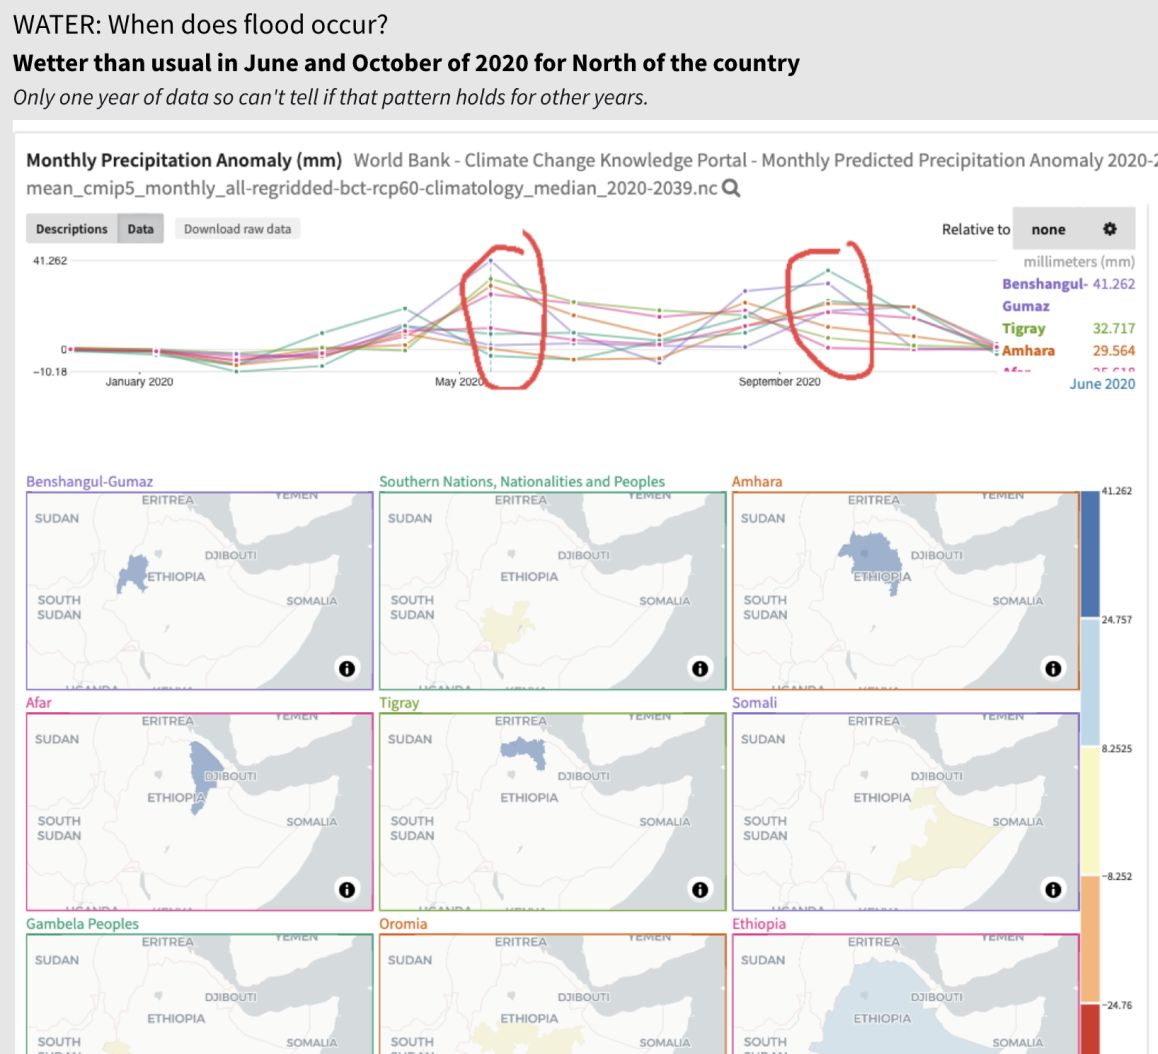 WATER: When does flood occur?
Wetter than usual in June and October of 2020 for North of the country
Only one year of data so can't tell if that pattern holds for other years.
Monthly Precipitation Anomaly (mm) World Bank - Climate Change Knowledge Portal - Monthly Predicted Precipitation Anomaly 2020-2
mean_cmip5_monthly_all-regridded-bct-rcp60-climatology_median_2020-2039.nc
Descriptions Data Download raw data Relative to none
41.262 millimeters (mm)
Benshangul- 41.262
Gumaz
Tigray 32.717
0 Amhara 29.564
−10.18
January 2020 May 2020 September 2020 June 2020
Benshangul-Gumaz Southern Nations, Nationalities and Peoples Amhara
41.262
ERITREA YEMEN ERITREA YEMEN ERITREA YEMEN
SUDAN SUDAN SUDAN
DJIBOUTI DJIBOUTI DJIBOUTI
ETHIOPIA ETHIOPIA ETHIOPIA
SOUTH SOMALIA SOUTH SOMALIA SOUTH SOMALIA
SUDAN SUDAN SUDAN
24.757
Afar Tigray Somali
ERITREA YEMEN ERITREA YEMEN ERITREA YEMEN
SUDAN SUDAN SUDAN
8.2525
DJIBOUTI DJIBOUTI DJIBOUTI
ETHIOPIA ETHIOPIA ETHIOPIA
SOUTH SOMALIA SOUTH SOMALIA SOUTH SOMALIA
SUDAN SUDAN SUDAN
−8.252
Gambela Peoples Oromia Ethiopia
ERITREA YEMEN ERITREA YEMEN ERITREA YEMEN
SUDAN SUDAN SUDAN
DJIBOUTI DJIBOUTI DJIBOUTI
−24.76
ETHIOPIA ETHIOPIA ETHIOPIA
SOUTH SOMALIA SOUTH SOMALIA SOUTH SOMALIA